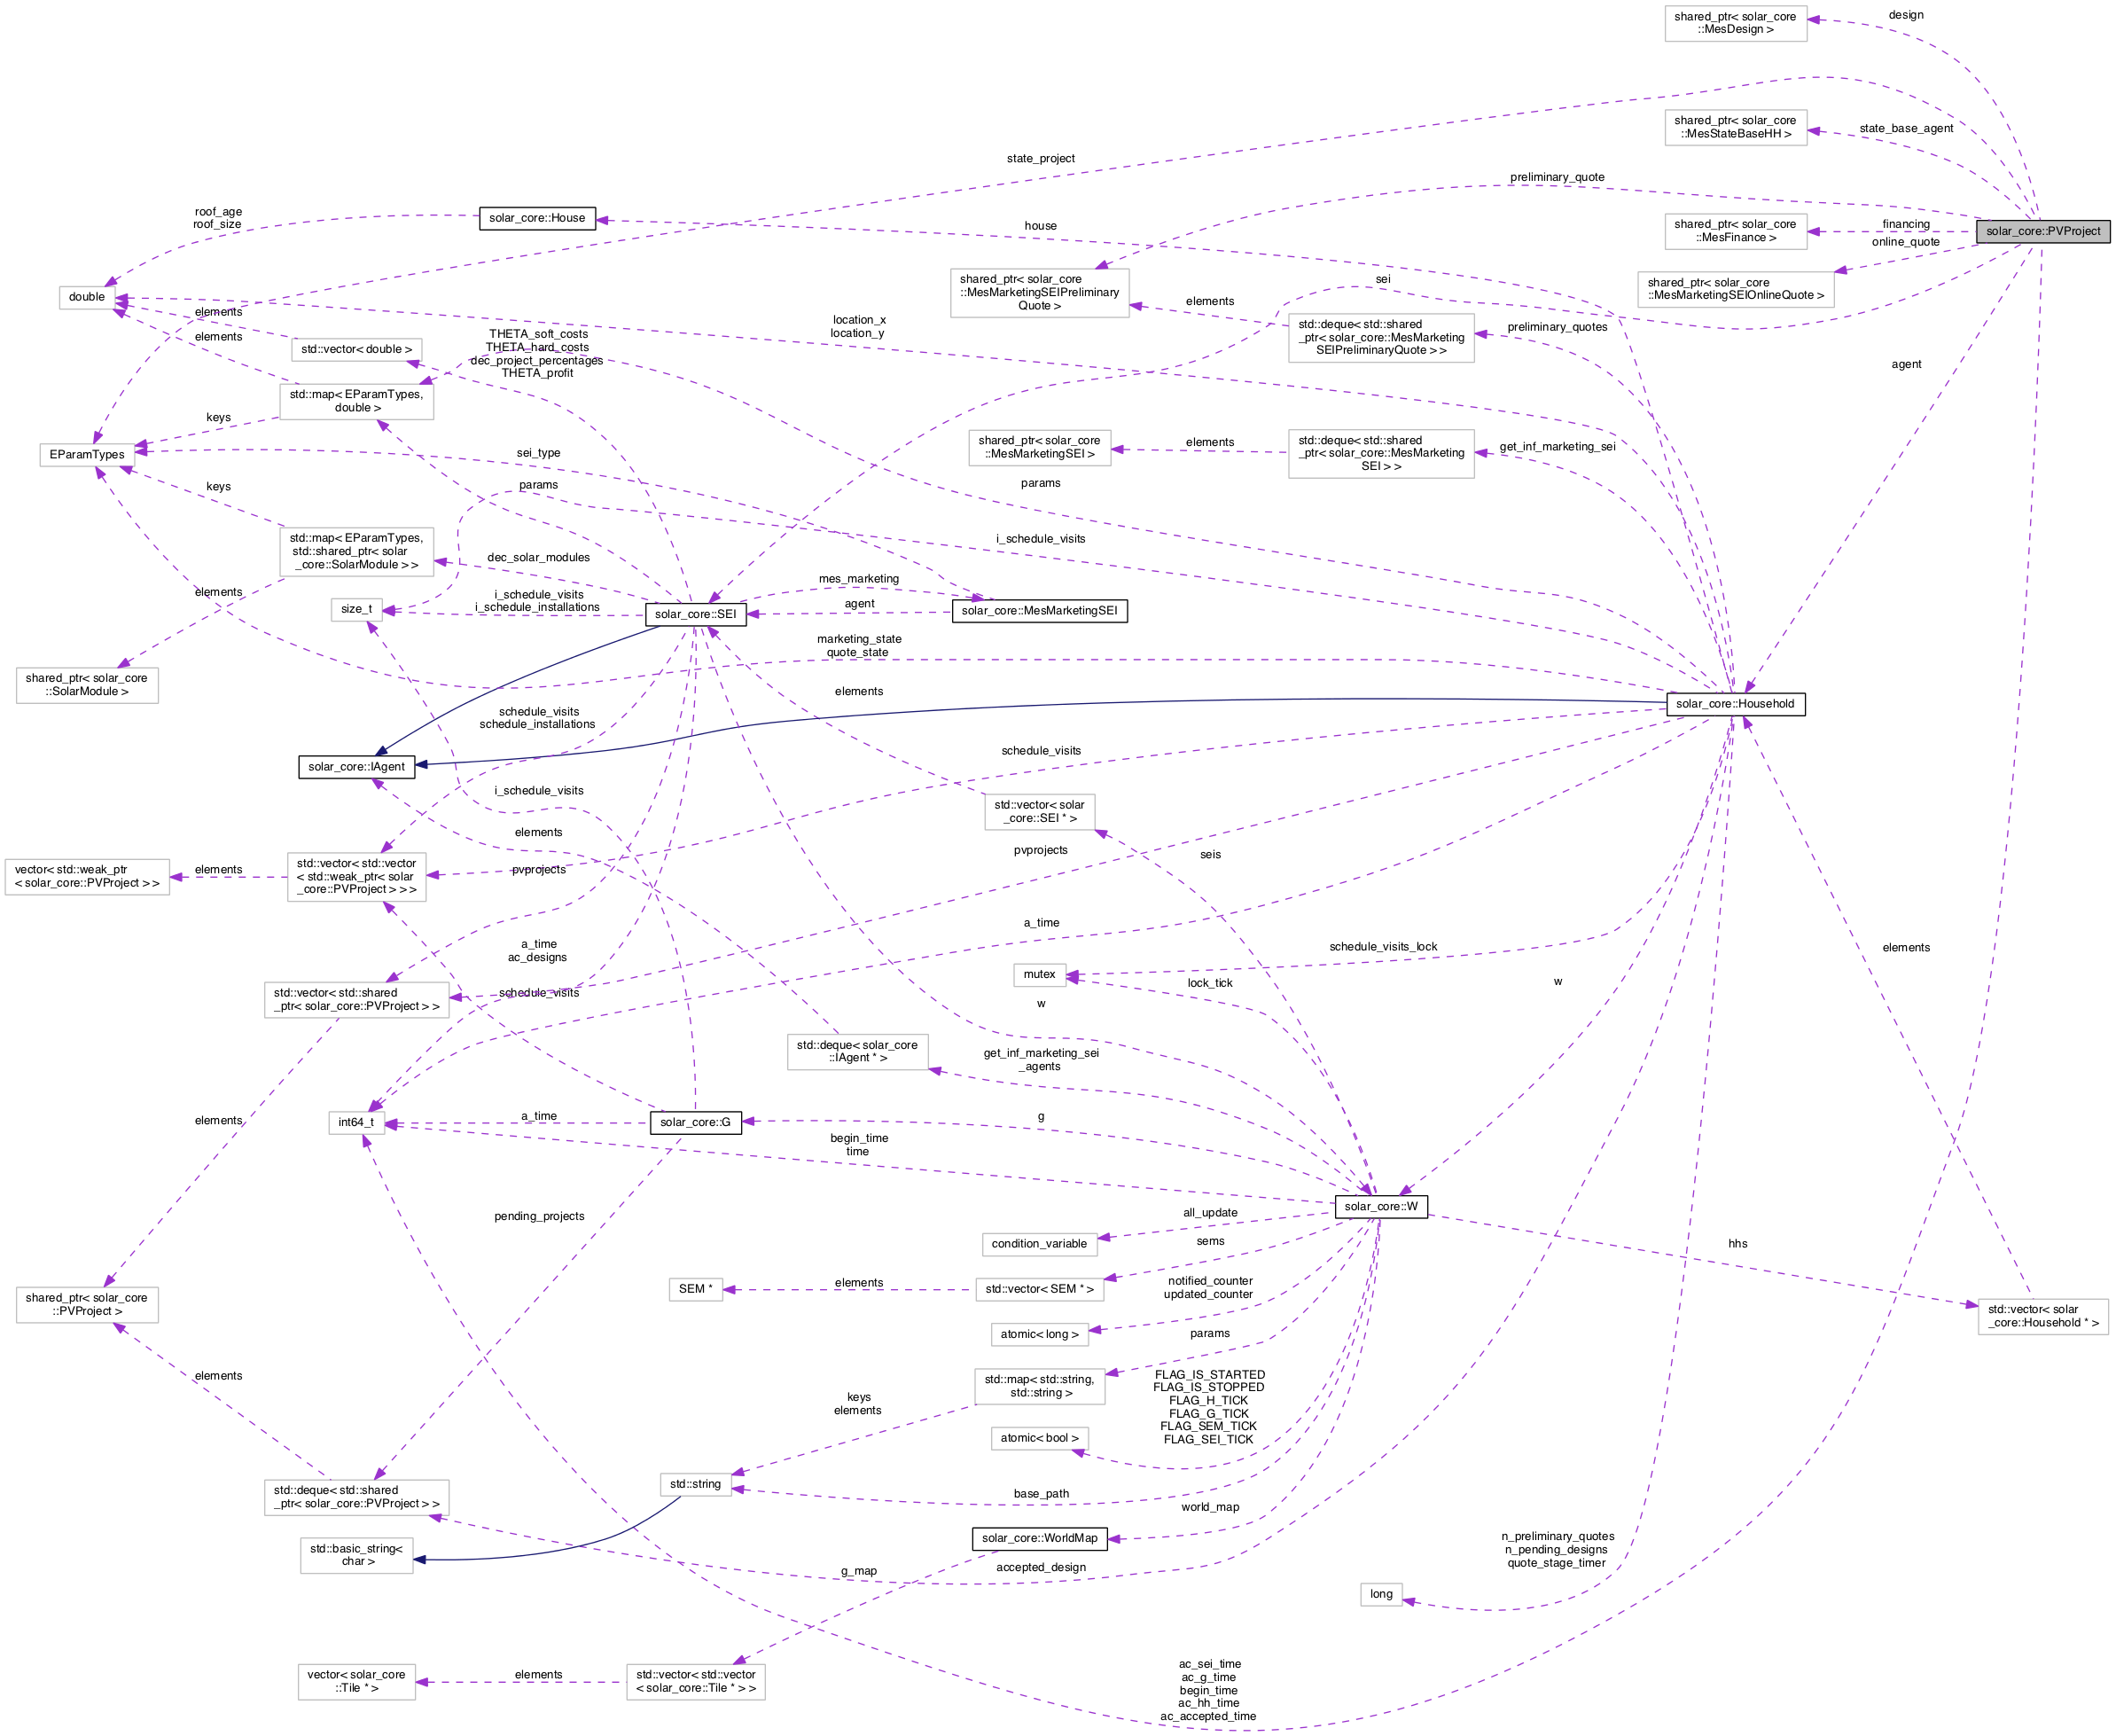 shared_ptr< solar_core
::MesDesign >
design
shared_ptr< solar_core
::MesStateBaseHH >
state_base_agent
state_project
preliminary_quote
roof_age
roof_size
solar_core::House
house
shared_ptr< solar_core
::MesFinance >
financing
online_quote
solar_core::PVProject
double
shared_ptr< solar_core
::MesMarketingSEIPreliminary
Quote >
elements
sei
shared_ptr< solar_core
::MesMarketingSEIOnlineQuote >
elements
elements
std::vector< double >
THETA_soft_costs
THETA_hard_costs
dec_project_percentages
THETA_profit
location_x
location_y
std::deque< std::shared
_ptr< solar_core::MesMarketing
SEIPreliminaryQuote > >
preliminary_quotes
agent
std::map< EParamTypes,
double >
keys
EParamTypes
sei_type
shared_ptr< solar_core
::MesMarketingSEI >
elements
std::deque< std::shared
_ptr< solar_core::MesMarketing
SEI > >
get_inf_marketing_sei
keys
params
params
std::map< EParamTypes,
std::shared_ptr< solar
_core::SolarModule > >
dec_solar_modules
i_schedule_visits
elements
size_t
i_schedule_visits
i_schedule_installations
solar_core::SEI
mes_marketing
agent
solar_core::MesMarketingSEI
shared_ptr< solar_core
::SolarModule >
marketing_state
quote_state
elements
solar_core::Household
schedule_visits
schedule_installations
solar_core::IAgent
schedule_visits
i_schedule_visits
std::vector< solar
_core::SEI * >
elements
vector< std::weak_ptr
< solar_core::PVProject > >
elements
std::vector< std::vector
< std::weak_ptr< solar
_core::PVProject > > >
pvprojects
pvprojects
seis
a_time
ac_designs
a_time
schedule_visits_lock
elements
std::vector< std::shared
_ptr< solar_core::PVProject > >
schedule_visits
mutex
lock_tick
w
w
std::deque< solar_core
::IAgent * >
get_inf_marketing_sei
_agents
elements
int64_t
a_time
solar_core::G
g
begin_time
time
pending_projects
solar_core::W
condition_variable
all_update
hhs
sems
shared_ptr< solar_core
::PVProject >
SEM *
elements
std::vector< SEM * >
notified_counter
updated_counter
std::vector< solar
_core::Household * >
atomic< long >
params
elements
std::map< std::string,
std::string >
keys
elements
FLAG_IS_STARTED
FLAG_IS_STOPPED
FLAG_H_TICK
FLAG_G_TICK
FLAG_SEM_TICK
FLAG_SEI_TICK
atomic< bool >
std::deque< std::shared
_ptr< solar_core::PVProject > >
std::string
base_path
world_map
std::basic_string<
char >
solar_core::WorldMap
g_map
accepted_design
n_preliminary_quotes
n_pending_designs
quote_stage_timer
long
vector< solar_core
::Tile * >
elements
std::vector< std::vector
< solar_core::Tile * > >
ac_sei_time
ac_g_time
begin_time
ac_hh_time
ac_accepted_time